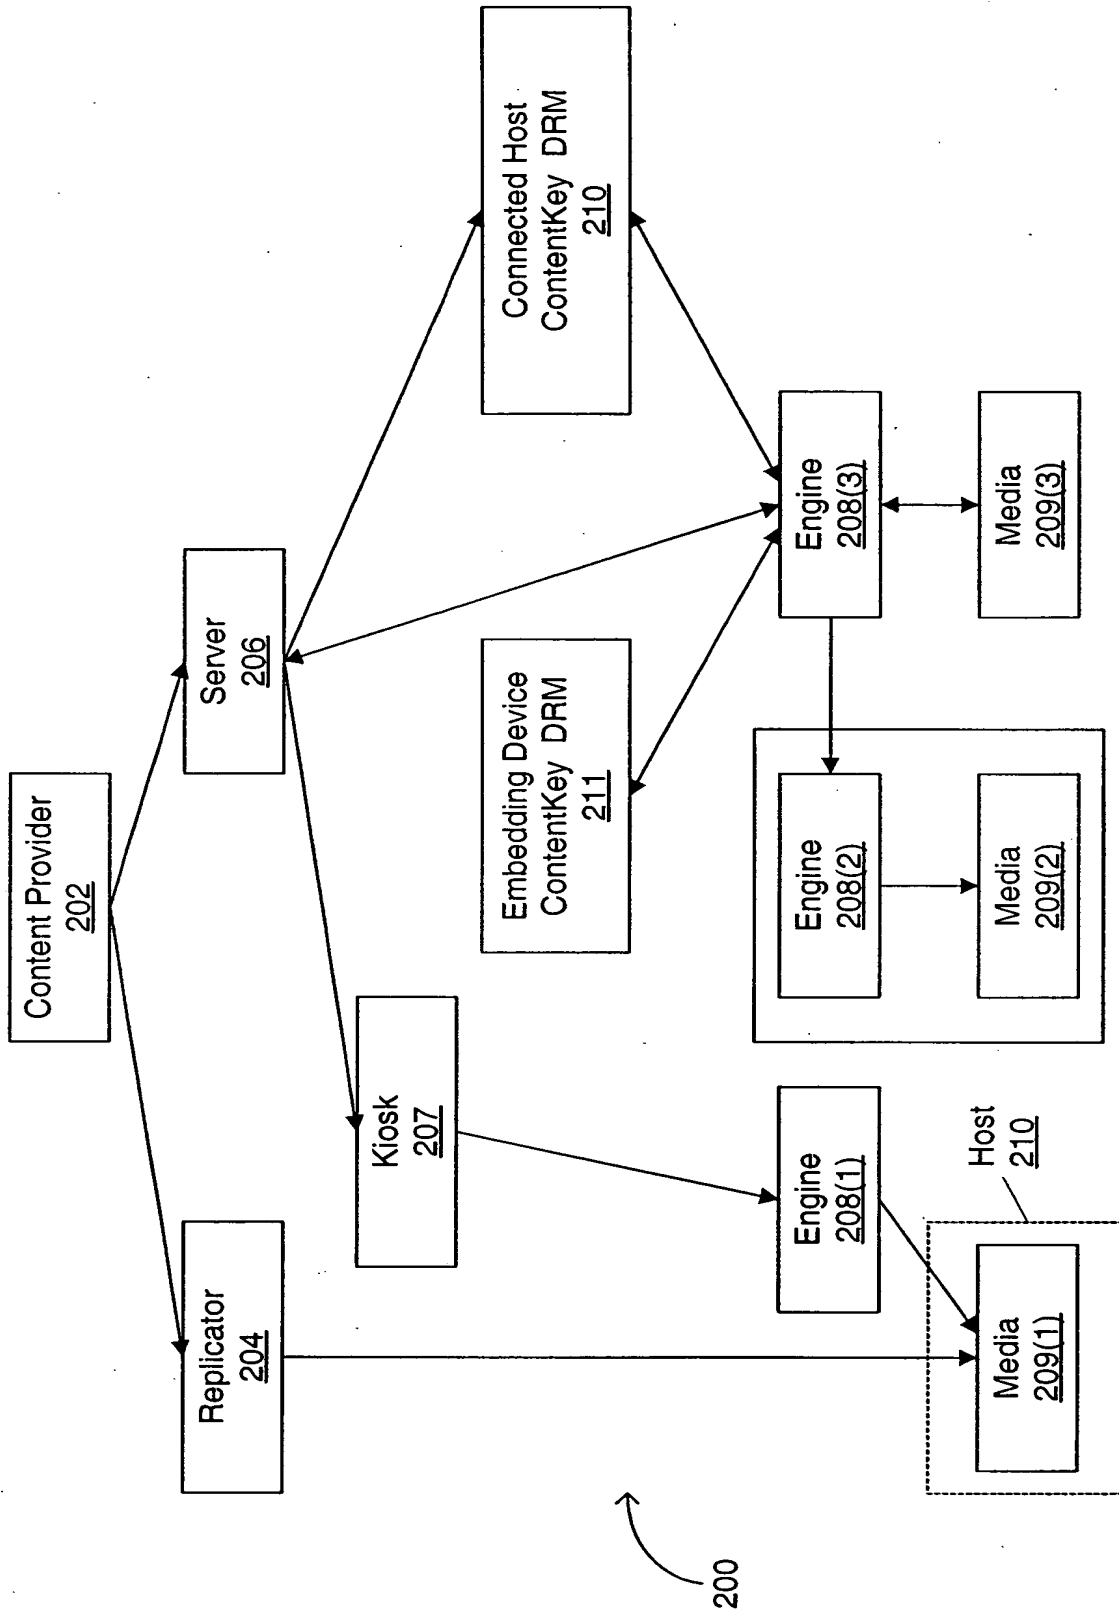 Content Provider
202
Replicator
204
Server
206
Kiosk
207
Embedding Device
ContentKey DRM
211
Connected Host
ContentKey DRM
210
Engine
208(1)
Engine
208(2)
Engine
208(3)
Host
210
Media
209(1)
Media
209(2)
Media
209(3)
200